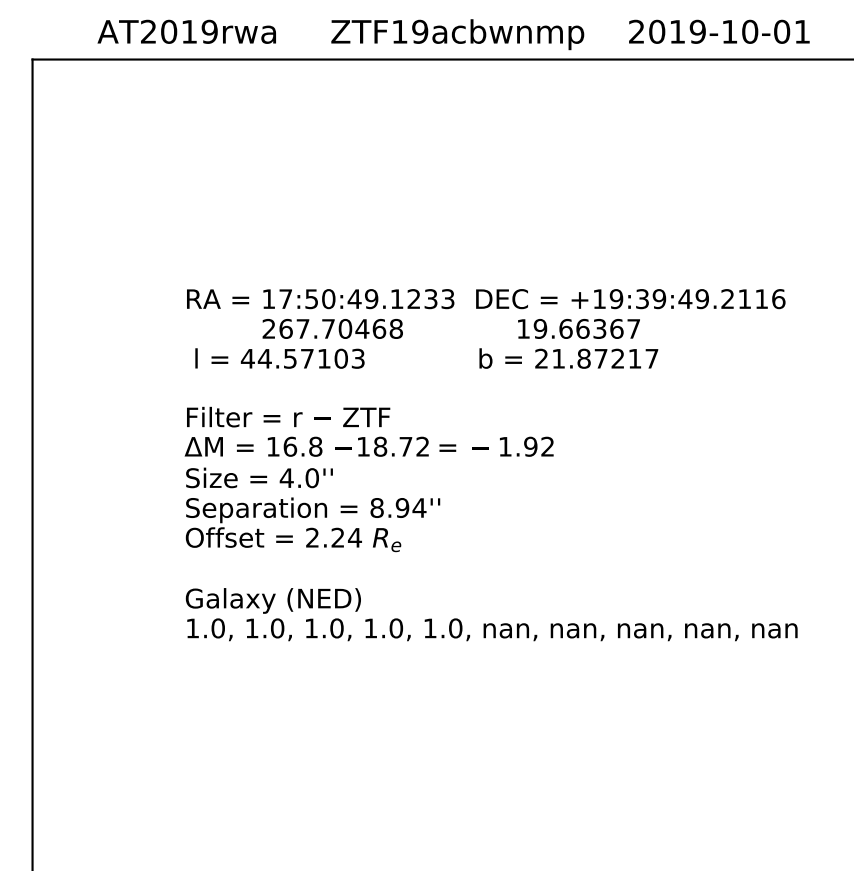 AT2019rwa ZTF19acbwnmp 2019-10-01
RA = 17:50:49.1233 DEC = +19:39:49.2116
267.70468 19.66367
l = 44.57103 b = 21.87217
Filter = r − ZTF
ΔM = 16.8 −18.72 = − 1.92
Size = 4.0''
Separation = 8.94''
Offset = 2.24 Rₑ
Galaxy (NED)
1.0, 1.0, 1.0, 1.0, 1.0, nan, nan, nan, nan, nan